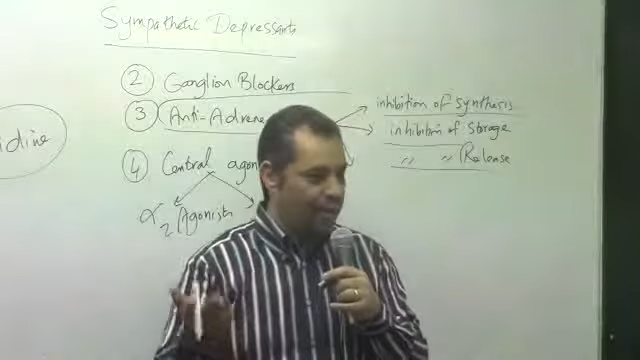 Sympathetic Depressants
② Ganglion Blockers
③ Anti-Adrene
inhibition of synthesis
inhibition of storage
〃 〃 Release
④ Central agon
α2 Agonists
idine